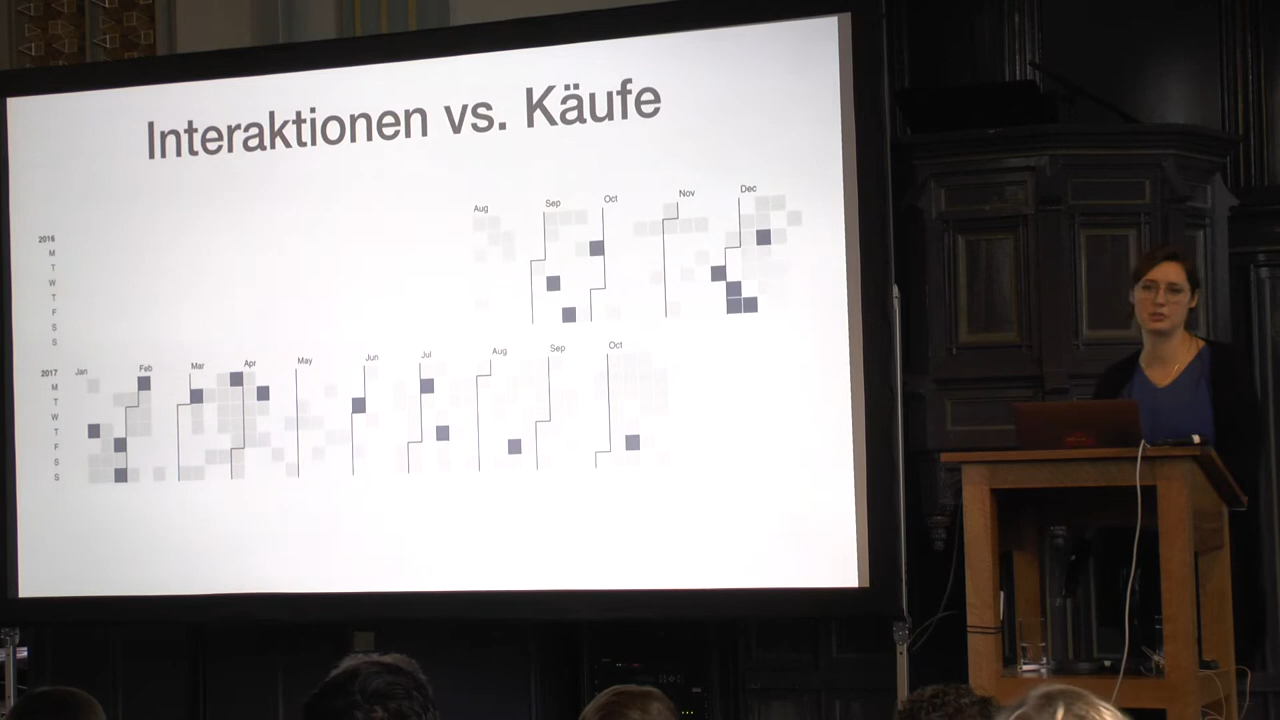 Interaktionen vs. Käufe
Aug Sep Oct Nov Dec
2016
M
T
W
T
F
S
S
Jan Feb Mar Apr May Jun Jul Aug Sep Oct
2017
M
T
W
T
F
S
S